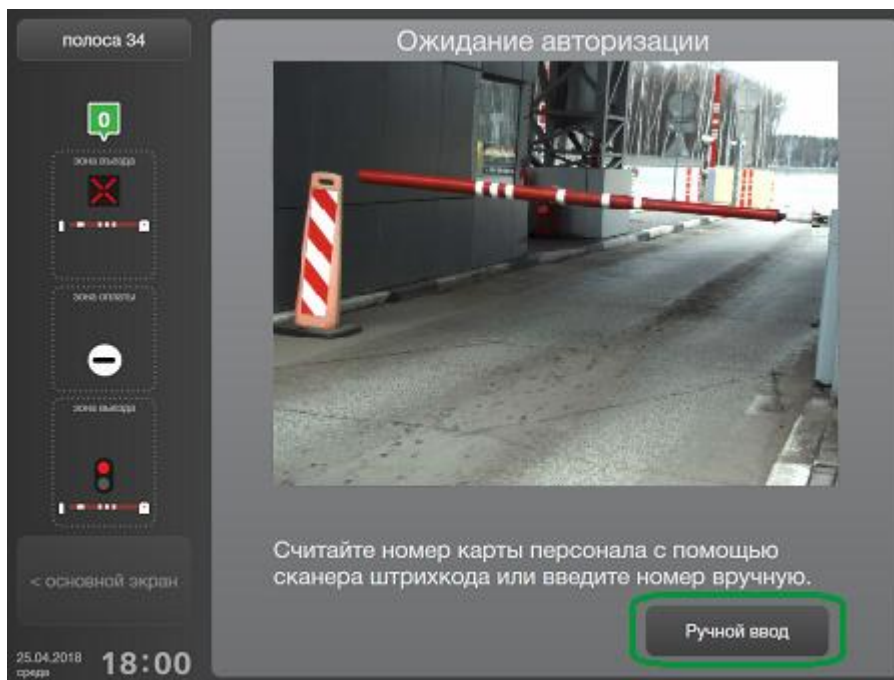 полоса 34
0
зона въезда
зона оплаты
зона выезда
< основной экран
25.04.2018
среда
18:00
Ожидание авторизации
Считайте номер карты персонала с помощью
сканера штрихкода или введите номер вручную.
Ручной ввод